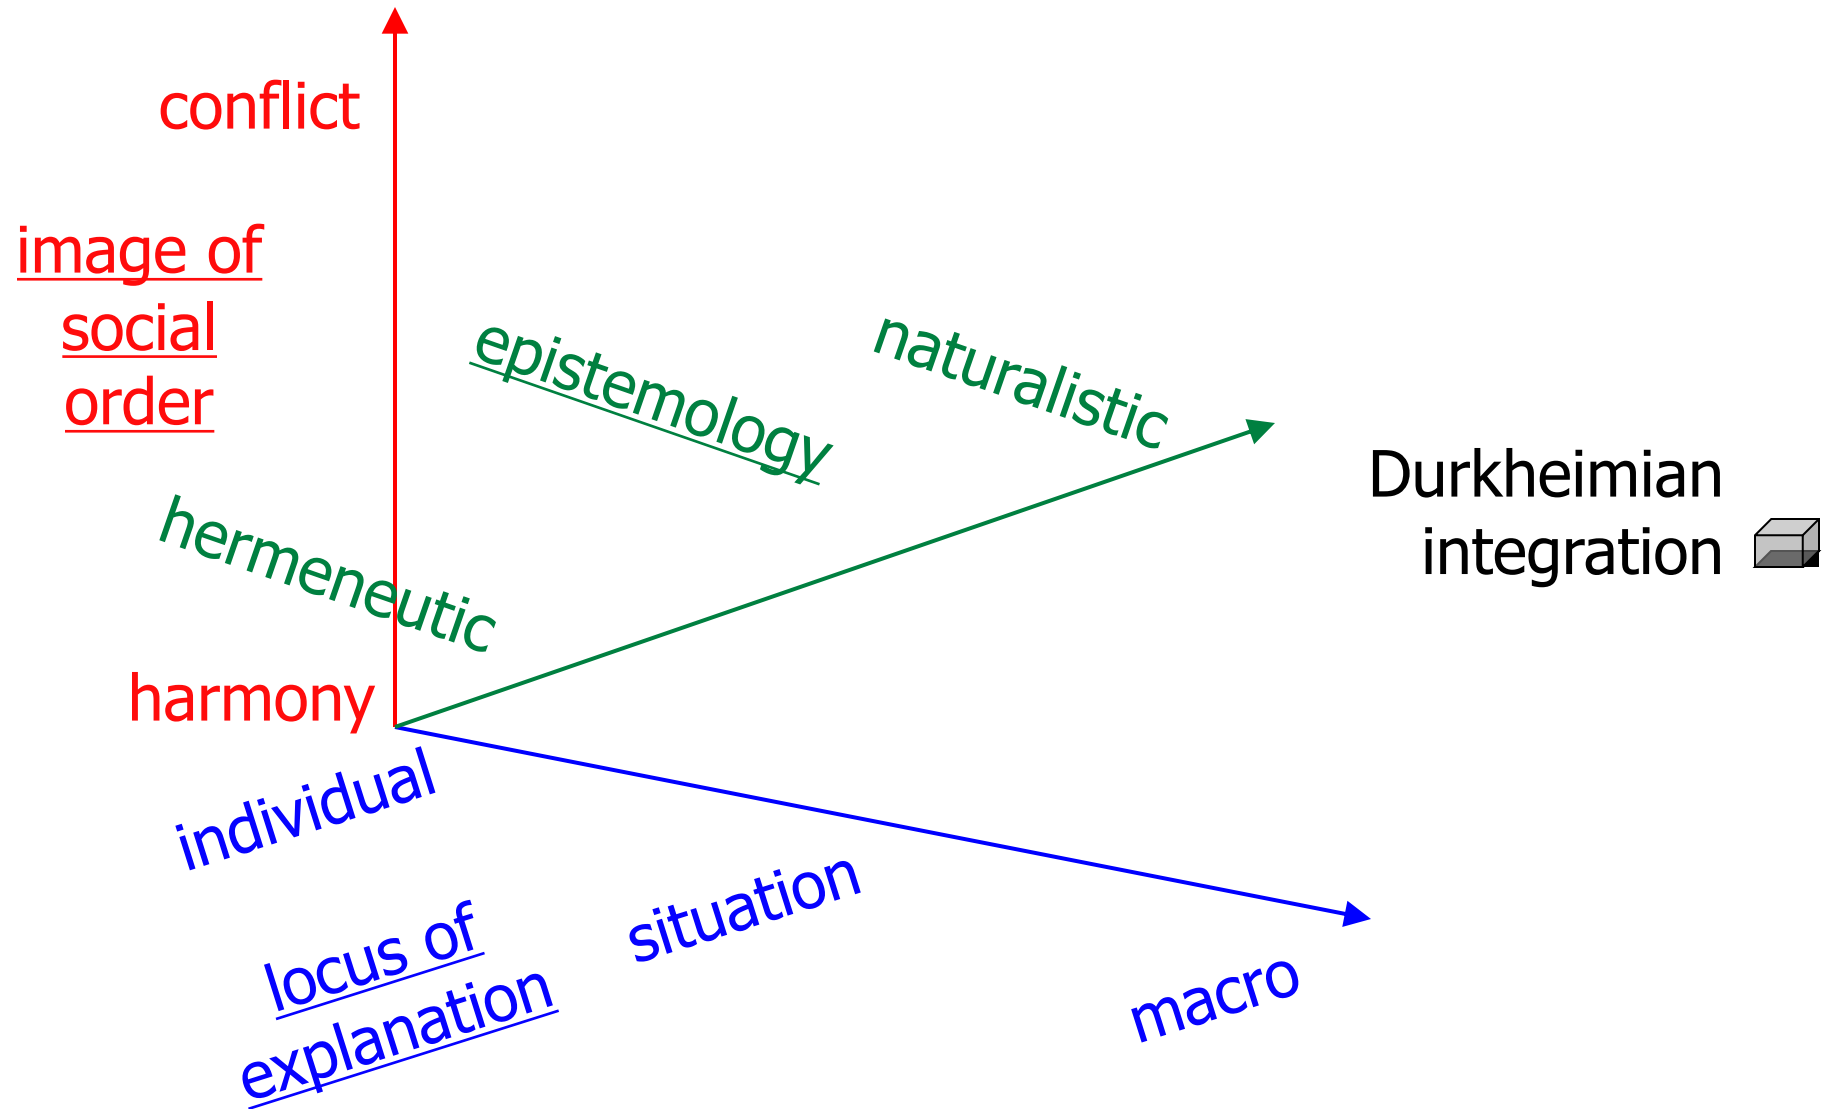 conflict
image of
social
order
epistemology
naturalistic
hermeneutic
Durkheimian
integration
harmony
individual
situation
locus of
explanation
macro